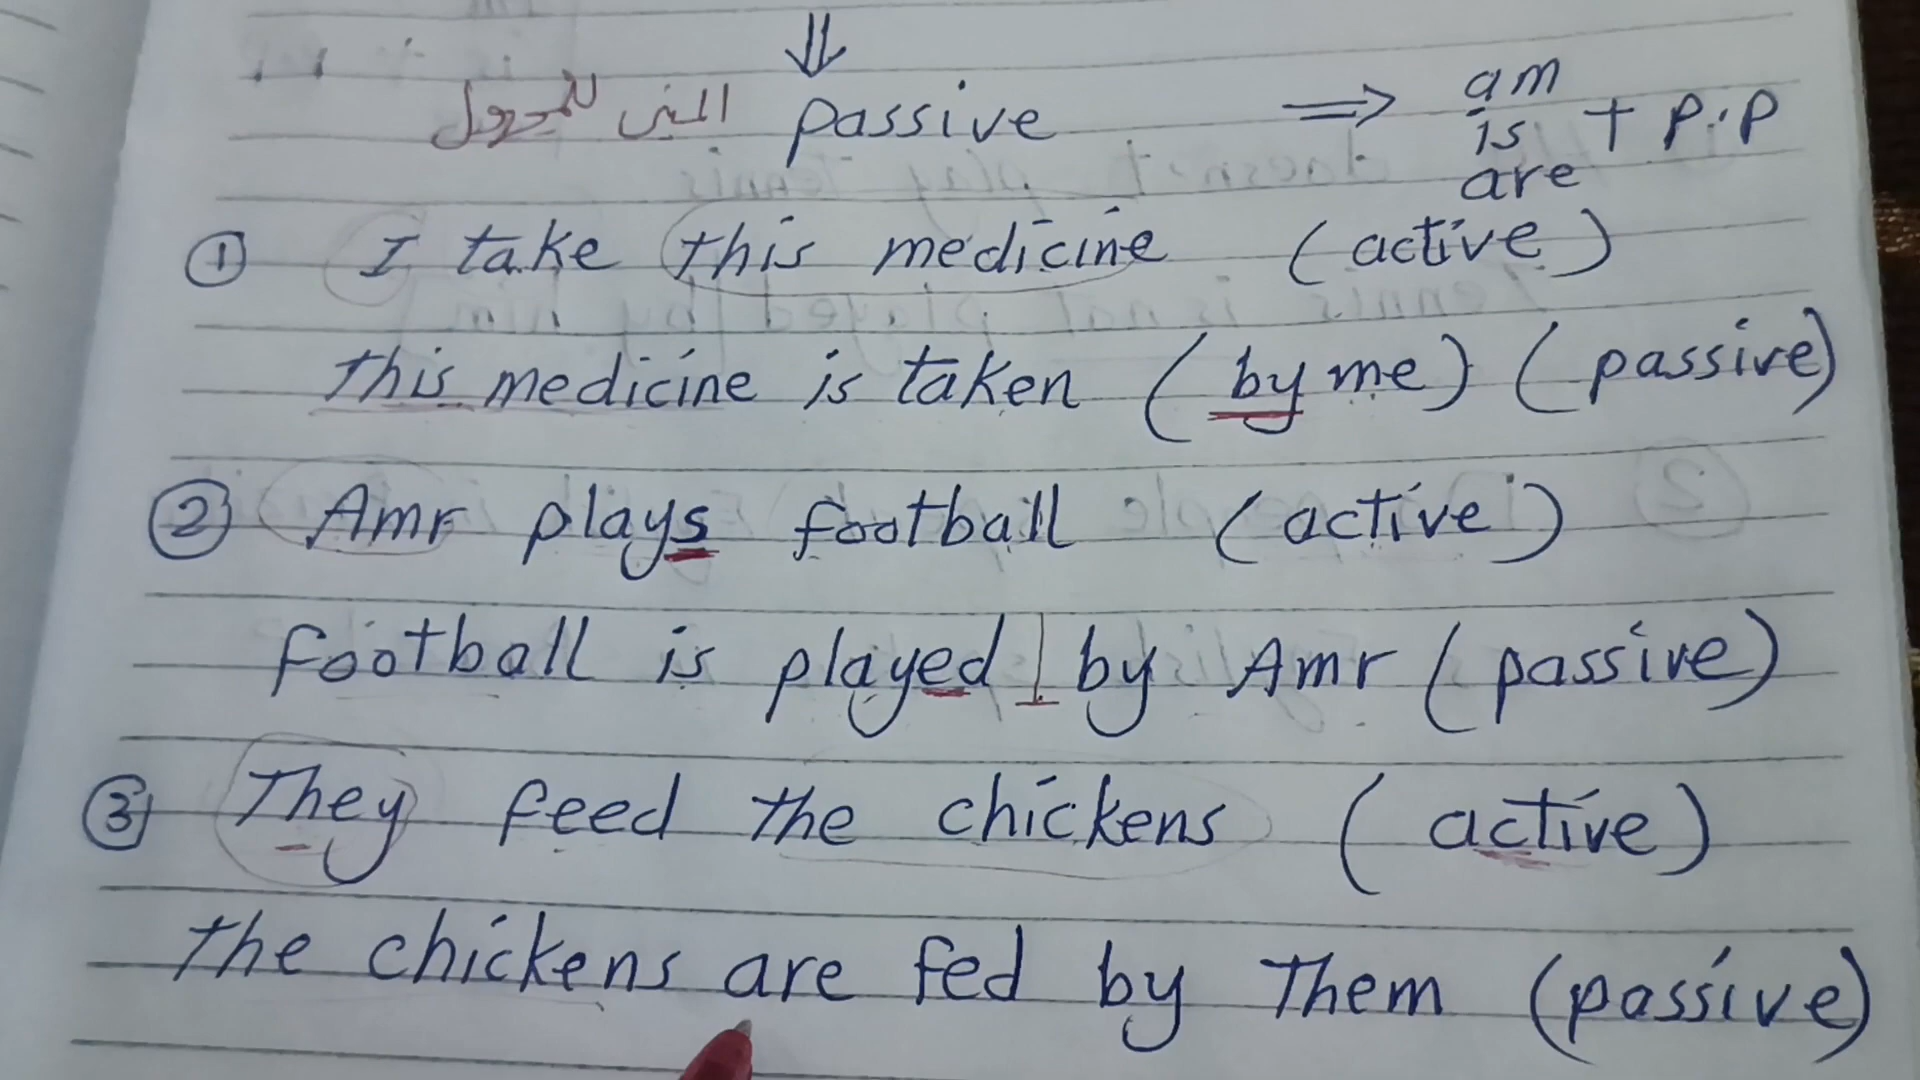 ⇓
المبنى للمجهول passive ⇒ am is are + P.P
① I take this medicine (active)
this medicine is taken (by me) (passive)
② Amr plays football (active)
football is played | by Amr (passive)
③ They feed the chickens (active)
the chickens are fed by Them (passive)